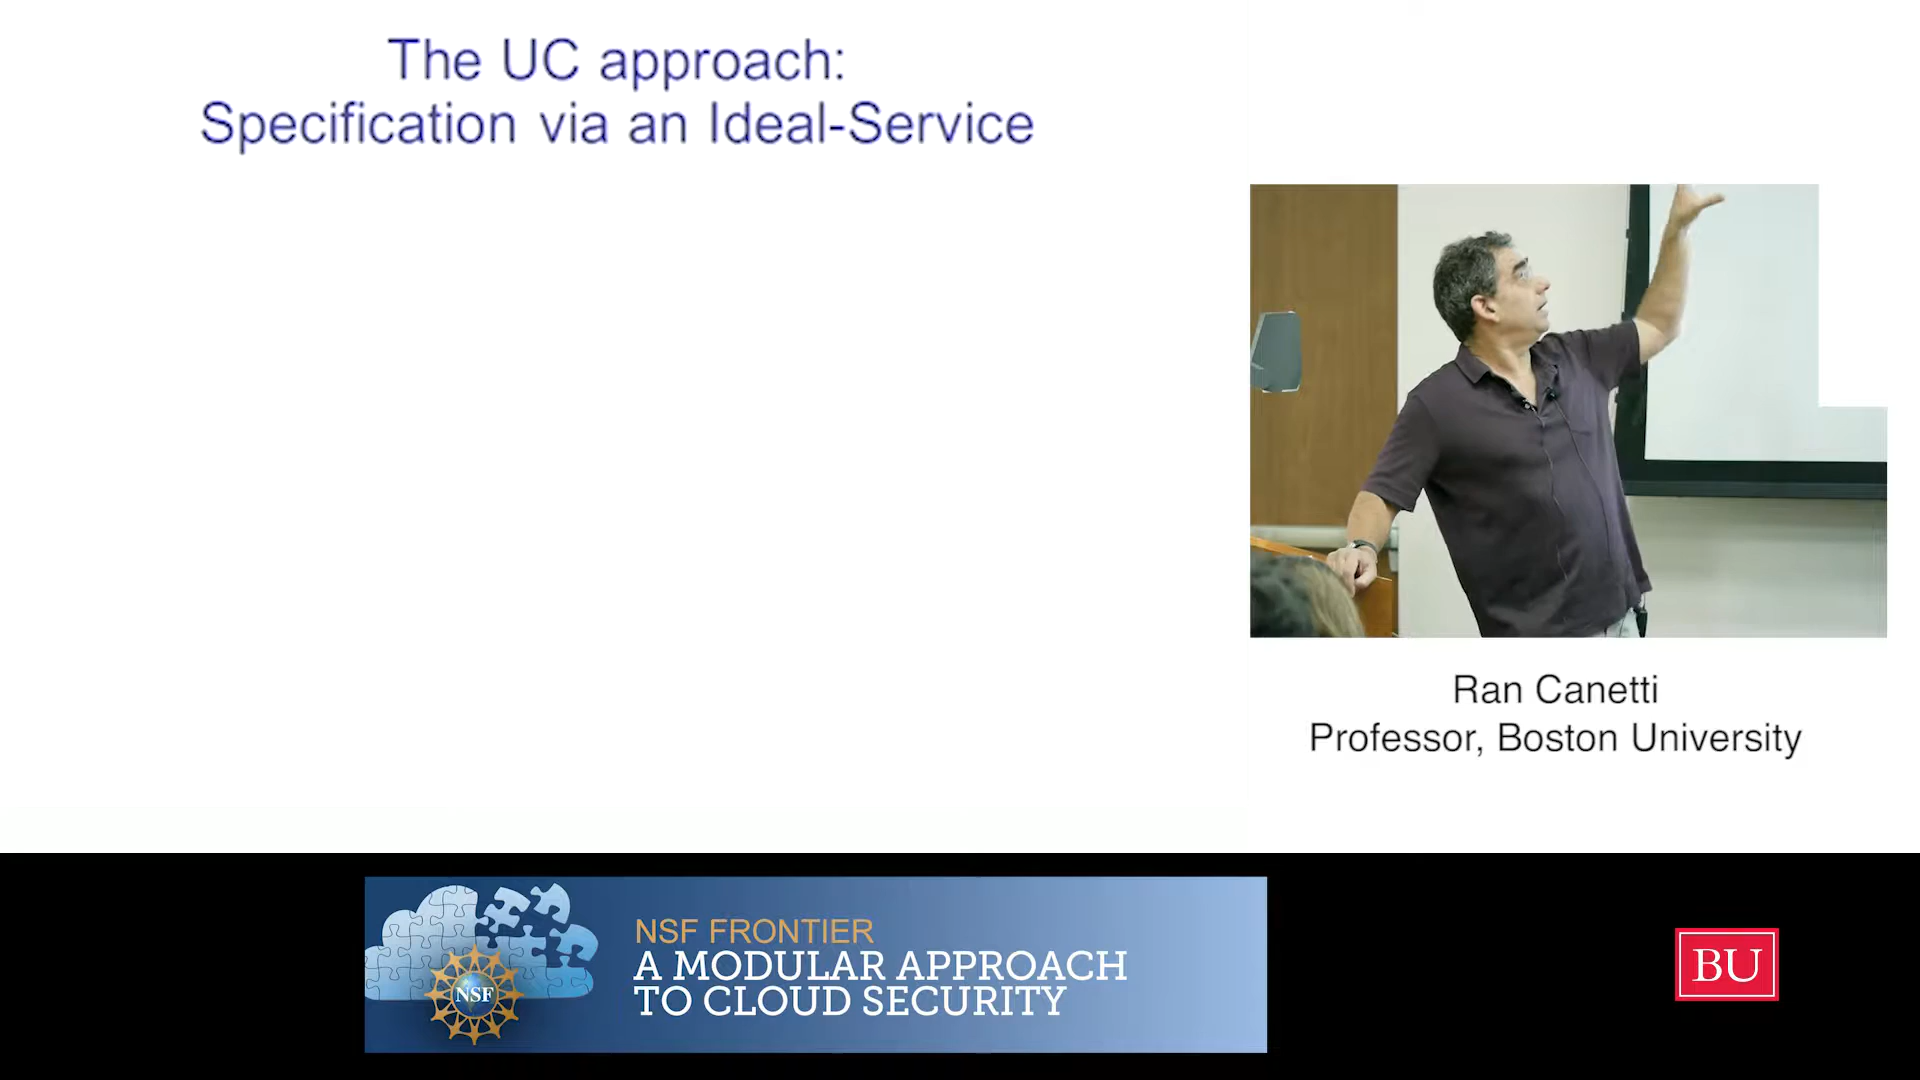 The UC approach:
Specification via an Ideal-Service
Ran Canetti
Professor, Boston University
NSF
NSF FRONTIER
A MODULAR APPROACH
TO CLOUD SECURITY
BU